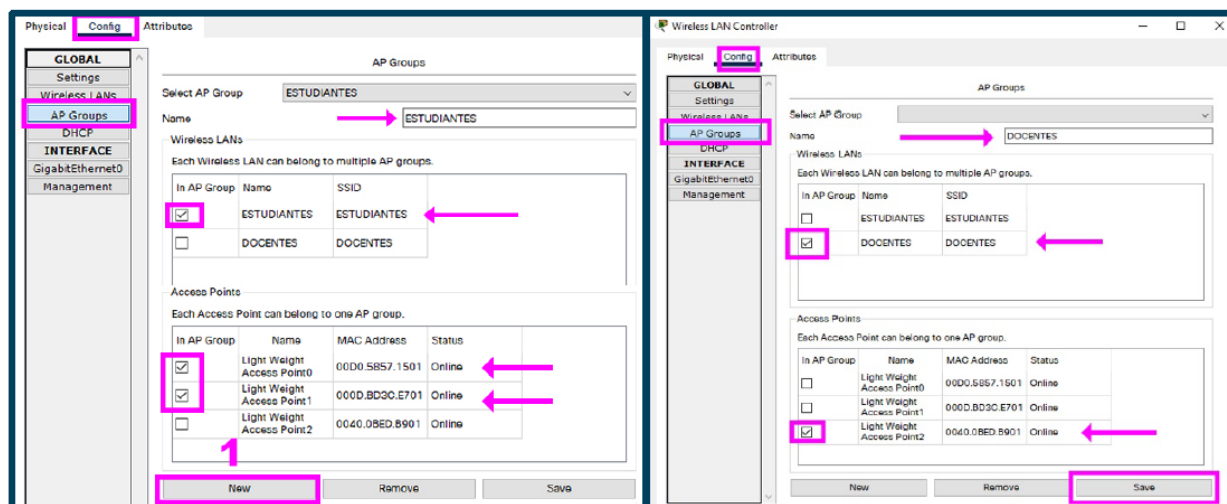 Physical Config Attributes
GLOBAL
Settings
Wireless LANs
AP Groups
DHCP
INTERFACE
GigabitEthernet0
Management
AP Groups
Select AP Group ESTUDIANTES
Name ESTUDIANTES
Wireless LANs
Each Wireless LAN can belong to multiple AP groups.
In AP Group Name SSID
ESTUDIANTES ESTUDIANTES
DOCENTES DOCENTES
Access Points
Each Access Point can belong to one AP group.
In AP Group Name MAC Address Status
Light Weight
Access Point0 00D0.5857.1501 Online
Light Weight
Access Point1 000D.BD3C.E701 Online
Light Weight
Access Point2 0040.0BED.B901 Online
1
New Remove Save
Wireless LAN Controller
Physical Config Attributes
GLOBAL
Settings
Wireless LANs
AP Groups
DHCP
INTERFACE
GigabitEthernet0
Management
AP Groups
Select AP Group
Name DOCENTES
Wireless LANs
Each Wireless LAN can belong to multiple AP groups.
In AP Group Name SSID
ESTUDIANTES ESTUDIANTES
DOCENTES DOCENTES
Access Points
Each Access Point can belong to one AP group.
In AP Group Name MAC Address Status
Light Weight
Access Point0 00D0.5857.1501 Online
Light Weight
Access Point1 000D.BD3C.E701 Online
Light Weight
Access Point2 0040.0BED.B901 Online
New Remove Save